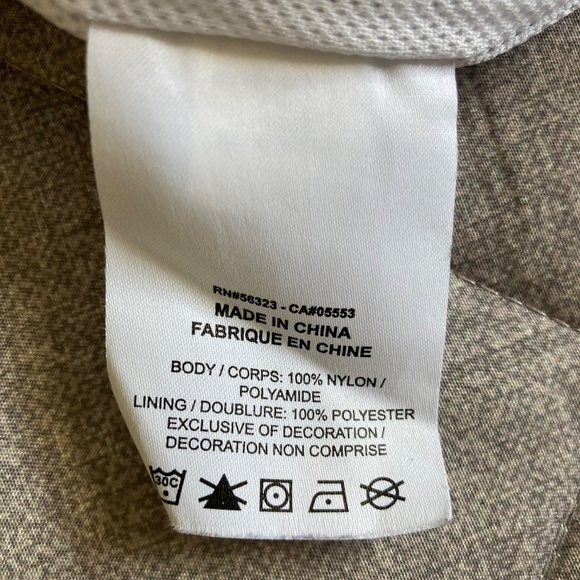 RN#56323 - CA#05553
MADE IN CHINA
FABRIQUE EN CHINE
BODY / CORPS: 100% NYLON /
POLYAMIDE
LINING / DOUBLURE: 100% POLYESTER
EXCLUSIVE OF DECORATION /
DECORATION NON COMPRISE
30C